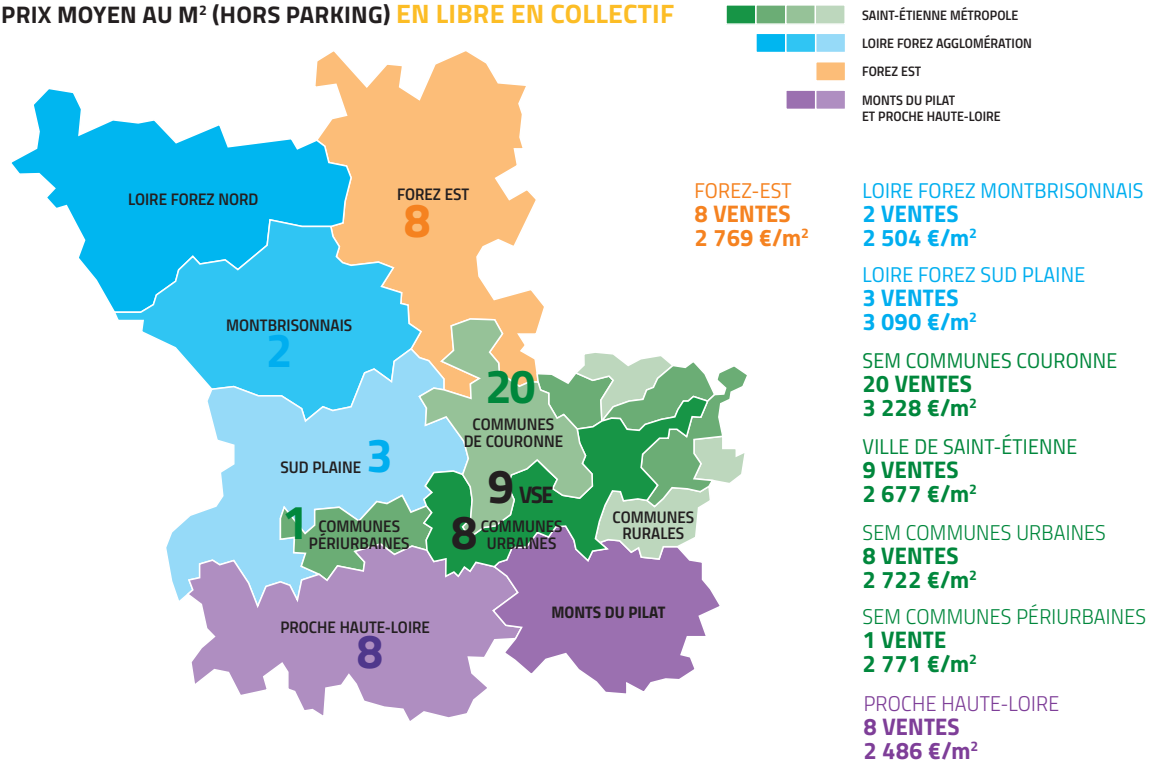 PRIX MOYEN AU M² (HORS PARKING) EN LIBRE EN COLLECTIF
SAINT-ÉTIENNE MÉTROPOLE
LOIRE FOREZ AGGLOMÉRATION
FOREZ EST
MONTS DU PILAT
ET PROCHE HAUTE-LOIRE
LOIRE FOREZ NORD
FOREZ EST
8
MONTBRISONNAIS
2
20
COMMUNES
DE COURONNE
SUD PLAINE 3
9 VSE
1 COMMUNES
PÉRIURBAINES
8 COMMUNES
URBAINES
COMMUNES
RURALES
PROCHE HAUTE-LOIRE
8
MONTS DU PILAT
FOREZ-EST
8 VENTES
2 769 €/m²
LOIRE FOREZ MONTBRISONNAIS
2 VENTES
2 504 €/m²
LOIRE FOREZ SUD PLAINE
3 VENTES
3 090 €/m²
SEM COMMUNES COURONNE
20 VENTES
3 228 €/m²
VILLE DE SAINT-ÉTIENNE
9 VENTES
2 677 €/m²
SEM COMMUNES URBAINES
8 VENTES
2 722 €/m²
SEM COMMUNES PÉRIURBAINES
1 VENTE
2 771 €/m²
PROCHE HAUTE-LOIRE
8 VENTES
2 486 €/m²